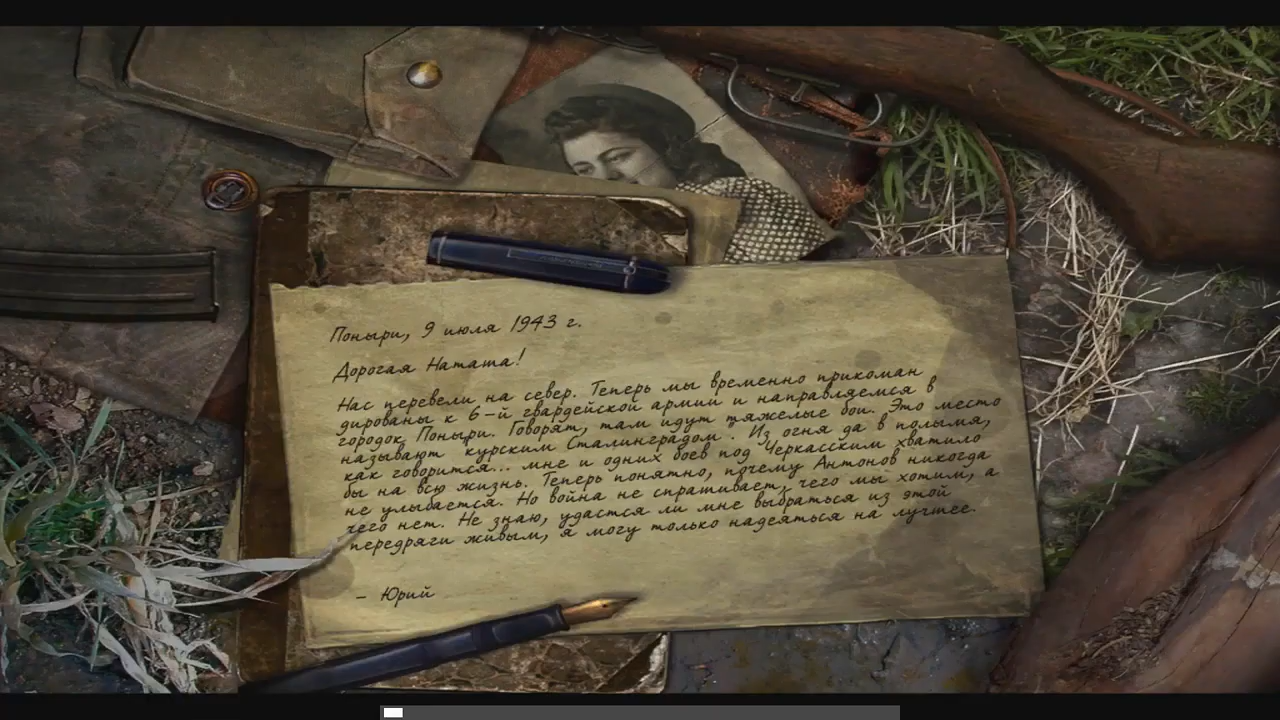 Поныри, 9 июля 1943 г.
Дорогая Наташа!
Нас перевели на север. Теперь мы временно прикоман
дированы к 6-й гвардейской армии и направляемся в
городок Поныри. Говорят, там идут тяжелые бои. Это место
называют "курским Сталинградом". Из огня да в полымя,
как говорится... мне и одних боев под Черкасским хватило
бы на всю жизнь. Теперь понятно, почему Антонов никогда
не улыбается. Но война не спрашивает, чего мы хотим, а
чего нет. Не знаю, удастся ли мне выбраться из этой
передряги живым, я могу только надеяться на лучшее.
– Юрий